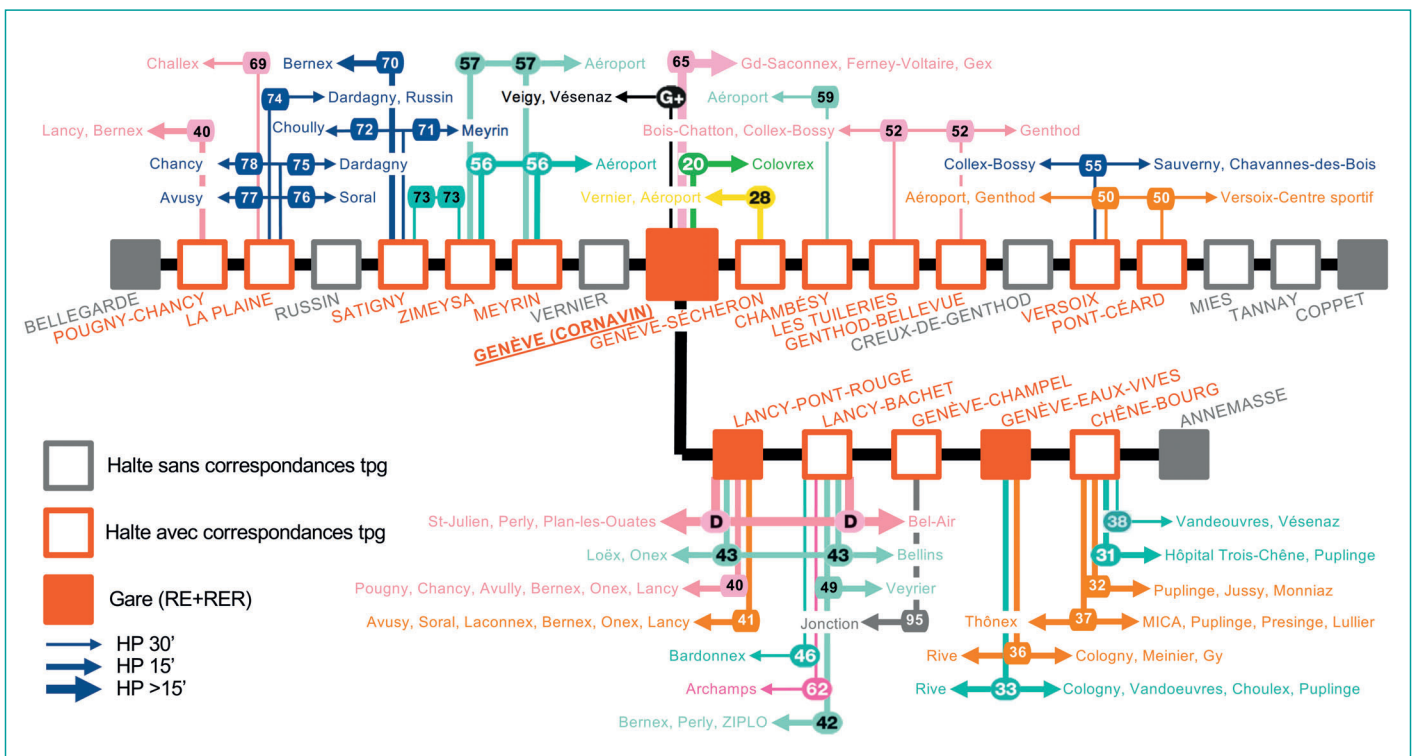 Challex 69
Bernex 70
57 57 Aéroport
65 Gd-Saconnex, Ferney-Voltaire, Gex
74 Dardagny, Russin
Veigy, Vésenaz G+
Aéroport 59
Lancy, Bernex 40
Choully 72 71 Meyrin
Bois-Chatton, Collex-Bossy 52 52 Genthod
Chancy 78 75 Dardagny
56 56 Aéroport
20 Colovrex
Collex-Bossy 55 Sauverny, Chavannes-des-Bois
Avusy 77 76 Soral
73 73
Vernier, Aéroport 28
Aéroport, Genthod 50 50 Versoix-Centre sportif
BELLEGARDE
POUGNY-CHANCY
LA PLAINE
RUSSIN
SATIGNY
ZIMEYSA
MEYRIN
VERNIER
GENÈVE (CORNAVIN)
GENÈVE-SÉCHERON
CHAMBÉSY
LES TUILERIES
GENTHOD-BELLEVUE
CREUX-DE-GENTHOD
VERSOIX
PONT-CÉARD
MIES
TANNAY
COPPET
LANCY-PONT-ROUGE
LANCY-BACHET
GENÈVE-CHAMPEL
GENÈVE-EAUX-VIVES
CHÊNE-BOURG
ANNEMASSE
Halte sans correspondances tpg
Halte avec correspondances tpg
Gare (RE+RER)
HP 30'
HP 15'
HP >15'
St-Julien, Perly, Plan-les-Ouates D D Bel-Air
38 Vandeouvres, Vésenaz
Loëx, Onex 43 43 Bellins
31 Hôpital Trois-Chêne, Puplinge
Pougny, Chancy, Avully, Bernex, Onex, Lancy 40
49 Veyrier
32 Puplinge, Jussy, Monniaz
Avusy, Soral, Laconnex, Bernex, Onex, Lancy 41
Jonction 95
Thônex 37 MICA, Puplinge, Presinge, Lullier
Bardonnex 46
Rive 36 Cologny, Meinier, Gy
Archamps 62
Rive 33 Cologny, Vandoeuvres, Choulex, Puplinge
Bernex, Perly, ZIPLO 42